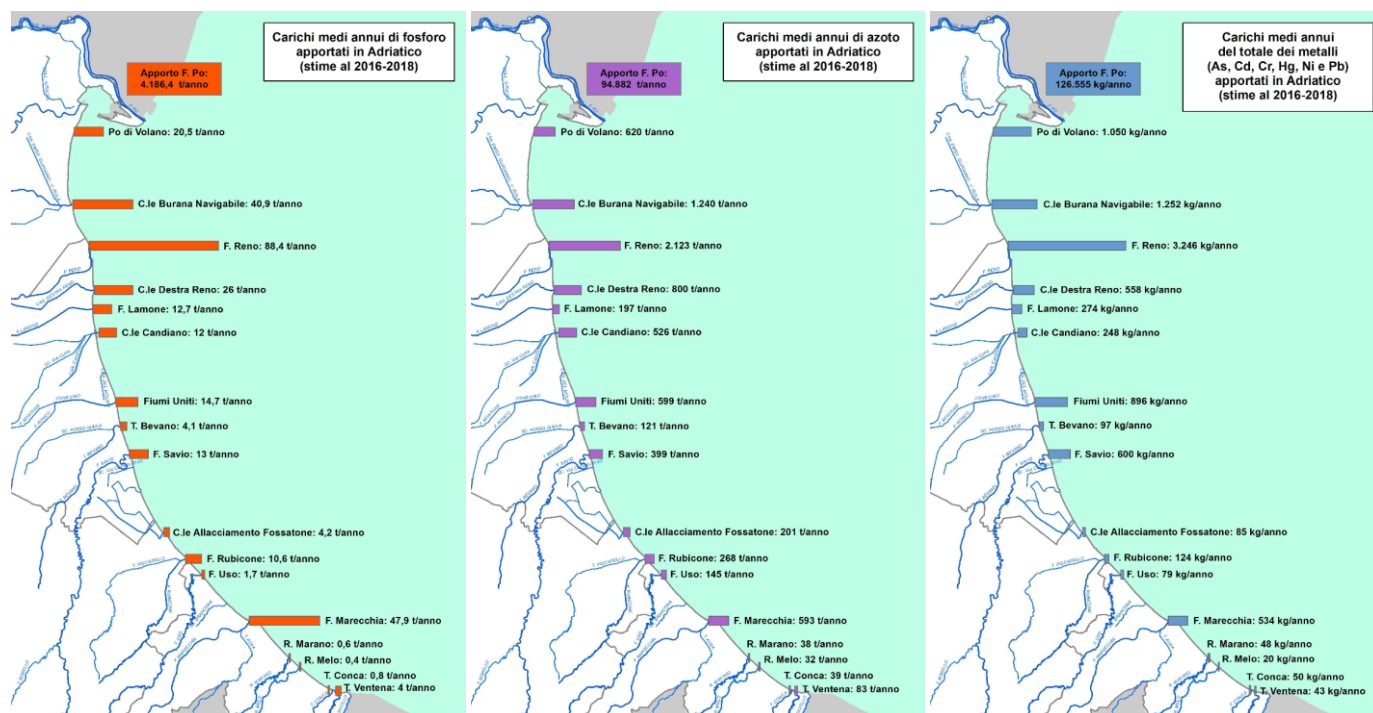 Carichi medi annui di fosforo
apportati in Adriatico
(stime al 2016-2018)
Apporto F. Po:
4.186,4 t/anno
Po di Volano: 20,5 t/anno
C.le Burana Navigabile: 40,9 t/anno
F. Reno: 88,4 t/anno
C.le Destra Reno: 26 t/anno
F. Lamone: 12,7 t/anno
C.le Candiano: 12 t/anno
Fiumi Uniti: 14,7 t/anno
T. Bevano: 4,1 t/anno
F. Savio: 13 t/anno
C.le Allacciamento Fossatone: 4,2 t/anno
F. Rubicone: 10,6 t/anno
F. Uso: 1,7 t/anno
F. Marecchia: 47,9 t/anno
R. Marano: 0,6 t/anno
R. Melo: 0,4 t/anno
T. Conca: 0,8 t/anno
T. Ventena: 4 t/anno
Carichi medi annui di azoto
apportati in Adriatico
(stime al 2016-2018)
Apporto F. Po:
94.882 t/anno
Po di Volano: 620 t/anno
C.le Burana Navigabile: 1.240 t/anno
F. Reno: 2.123 t/anno
C.le Destra Reno: 800 t/anno
F. Lamone: 197 t/anno
C.le Candiano: 526 t/anno
Fiumi Uniti: 599 t/anno
T. Bevano: 121 t/anno
F. Savio: 399 t/anno
C.le Allacciamento Fossatone: 201 t/anno
F. Rubicone: 268 t/anno
F. Uso: 145 t/anno
F. Marecchia: 593 t/anno
R. Marano: 38 t/anno
R. Melo: 32 t/anno
T. Conca: 39 t/anno
T. Ventena: 83 t/anno
Carichi medi annui
del totale dei metalli
(As, Cd, Cr, Hg, Ni e Pb)
apportati in Adriatico
(stime al 2016-2018)
Apporto F. Po:
126.555 kg/anno
Po di Volano: 1.050 kg/anno
C.le Burana Navigabile: 1.252 kg/anno
F. Reno: 3.246 kg/anno
C.le Destra Reno: 558 kg/anno
F. Lamone: 274 kg/anno
C.le Candiano: 248 kg/anno
Fiumi Uniti: 896 kg/anno
T. Bevano: 97 kg/anno
F. Savio: 600 kg/anno
C.le Allacciamento Fossatone: 85 kg/anno
F. Rubicone: 124 kg/anno
F. Uso: 79 kg/anno
F. Marecchia: 534 kg/anno
R. Marano: 48 kg/anno
R. Melo: 20 kg/anno
T. Conca: 50 kg/anno
T. Ventena: 43 kg/anno